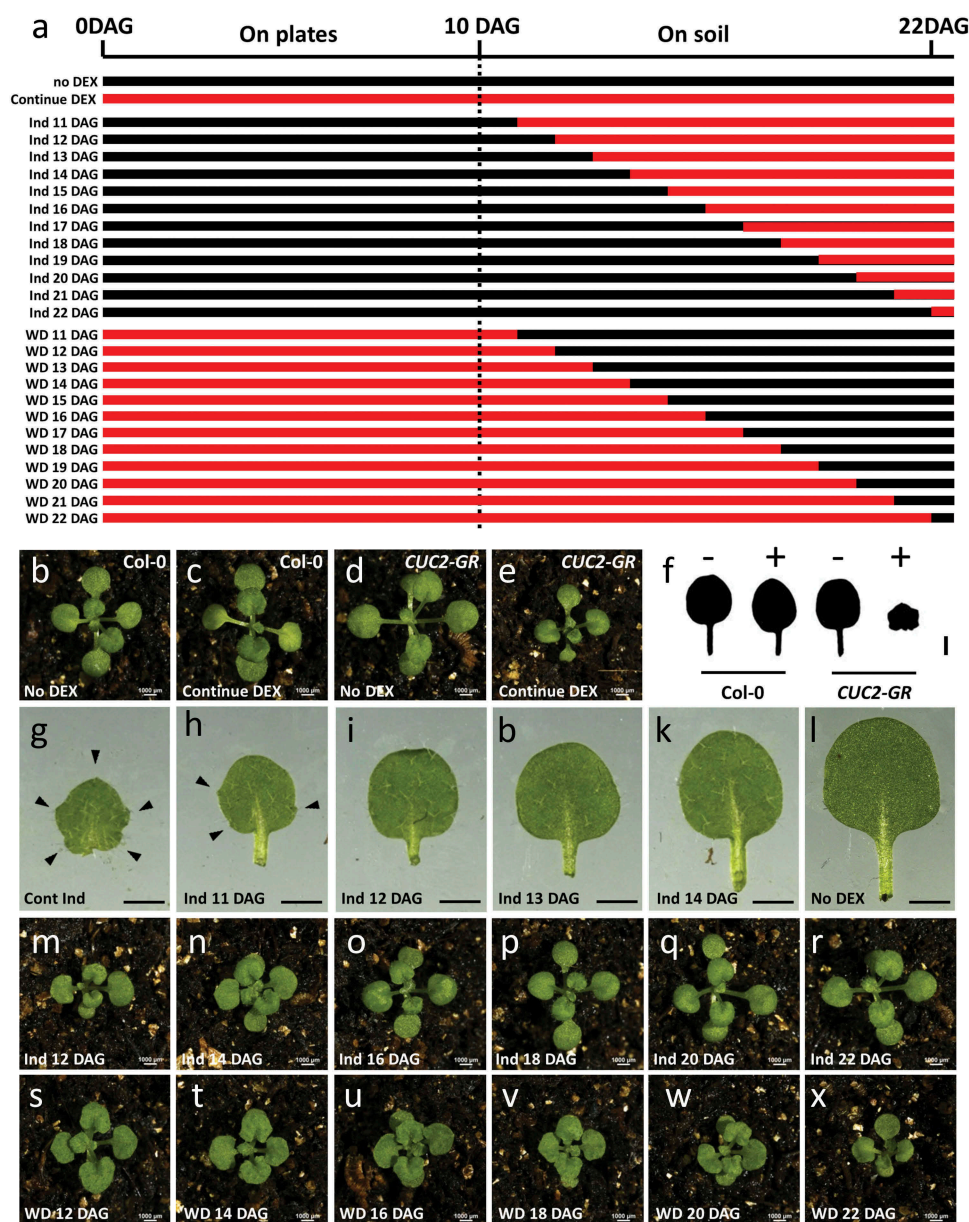 a
0DAG On plates 10 DAG On soil 22DAG
no DEX
Continue DEX
Ind 11 DAG
Ind 12 DAG
Ind 13 DAG
Ind 14 DAG
Ind 15 DAG
Ind 16 DAG
Ind 17 DAG
Ind 18 DAG
Ind 19 DAG
Ind 20 DAG
Ind 21 DAG
Ind 22 DAG
WD 11 DAG
WD 12 DAG
WD 13 DAG
WD 14 DAG
WD 15 DAG
WD 16 DAG
WD 17 DAG
WD 18 DAG
WD 19 DAG
WD 20 DAG
WD 21 DAG
WD 22 DAG
b Col-0
No DEX 1000 µm
c Col-0
Continue DEX 1000 µm
d CUC2-GR
No DEX 1000 µm
e CUC2-GR
Continue DEX 1000 µm
f - + - +
Col-0 CUC2-GR
g
Cont Ind
h
Ind 11 DAG
i
Ind 12 DAG
b
Ind 13 DAG
k
Ind 14 DAG
l
No DEX
m
Ind 12 DAG 1000 µm
n
Ind 14 DAG 1000 µm
o
Ind 16 DAG 1000 µm
p
Ind 18 DAG 1000 µm
q
Ind 20 DAG 1000 µm
r
Ind 22 DAG 1000 µm
s
WD 12 DAG 1000 µm
t
WD 14 DAG 1000 µm
u
WD 16 DAG 1000 µm
v
WD 18 DAG 1000 µm
w
WD 20 DAG 1000 µm
x
WD 22 DAG 1000 µm